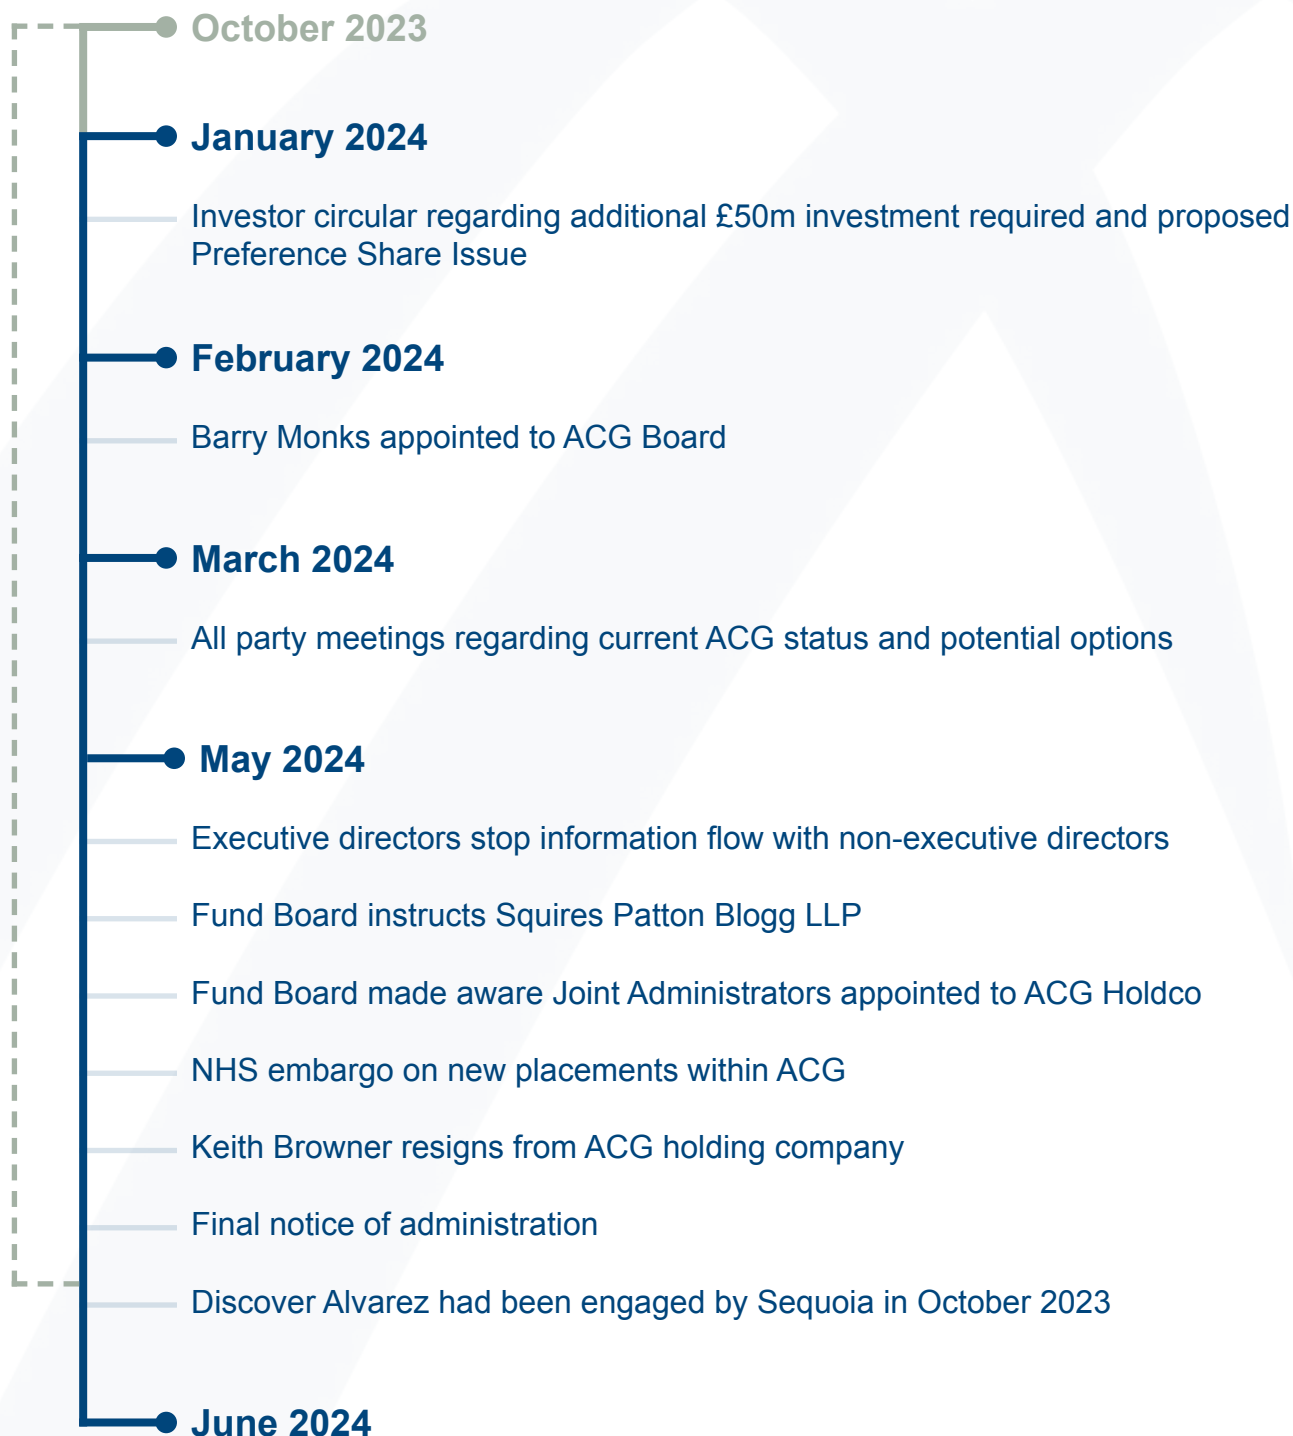 October 2023
January 2024
Investor circular regarding additional £50m investment required and proposed
Preference Share Issue
February 2024
Barry Monks appointed to ACG Board
March 2024
All party meetings regarding current ACG status and potential options
May 2024
Executive directors stop information flow with non-executive directors
Fund Board instructs Squires Patton Blogg LLP
Fund Board made aware Joint Administrators appointed to ACG Holdco
NHS embargo on new placements within ACG
Keith Browner resigns from ACG holding company
Final notice of administration
Discover Alvarez had been engaged by Sequoia in October 2023
June 2024